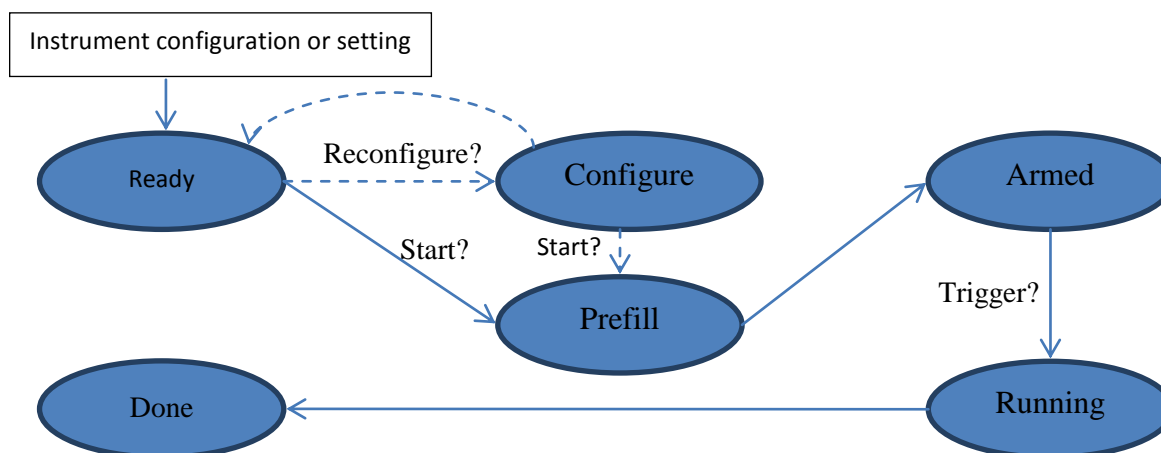 Instrument configuration or setting
Ready
Reconfigure?
Configure
Armed
Start?
Start?
Prefill
Trigger?
Done
Running